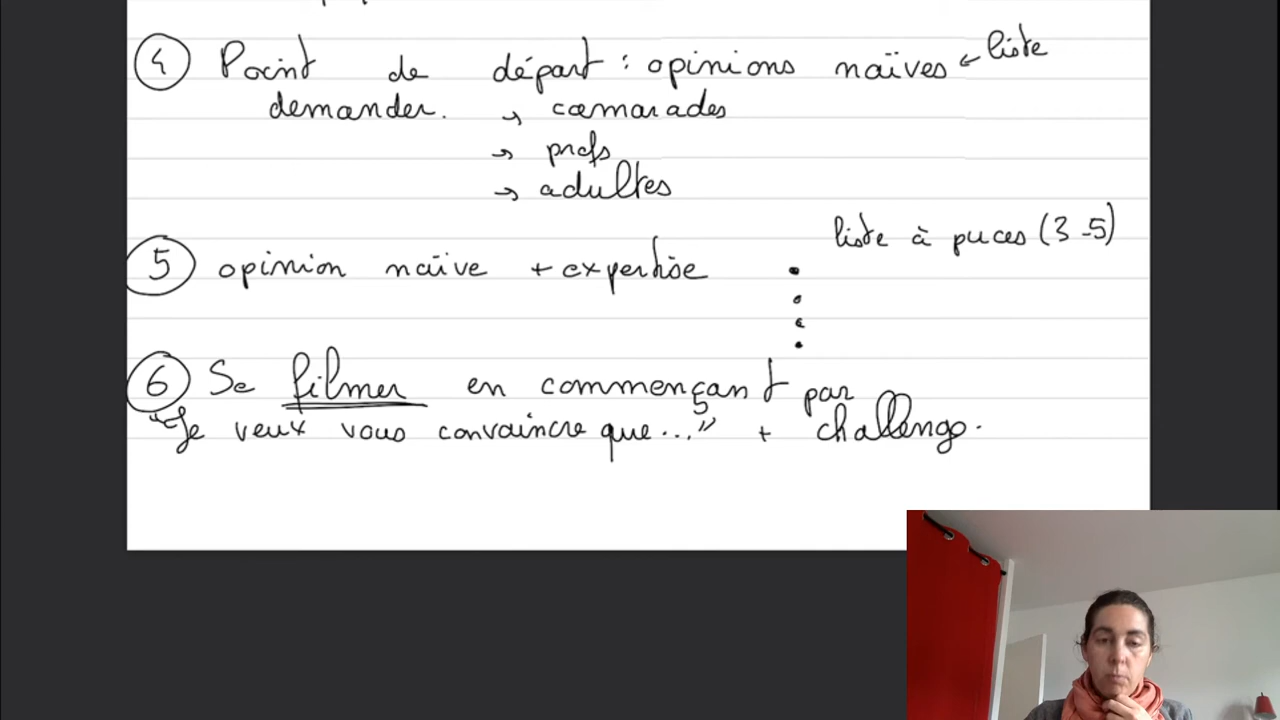 4 Point de départ : opinions naïves ← liste
demander. → camarades
→ profs
→ adultes
liste à puces (3-5)
5 opinion naïve + expertise
6 Se filmer en commençant par
"Je veux vous convaincre que..." + challenge.